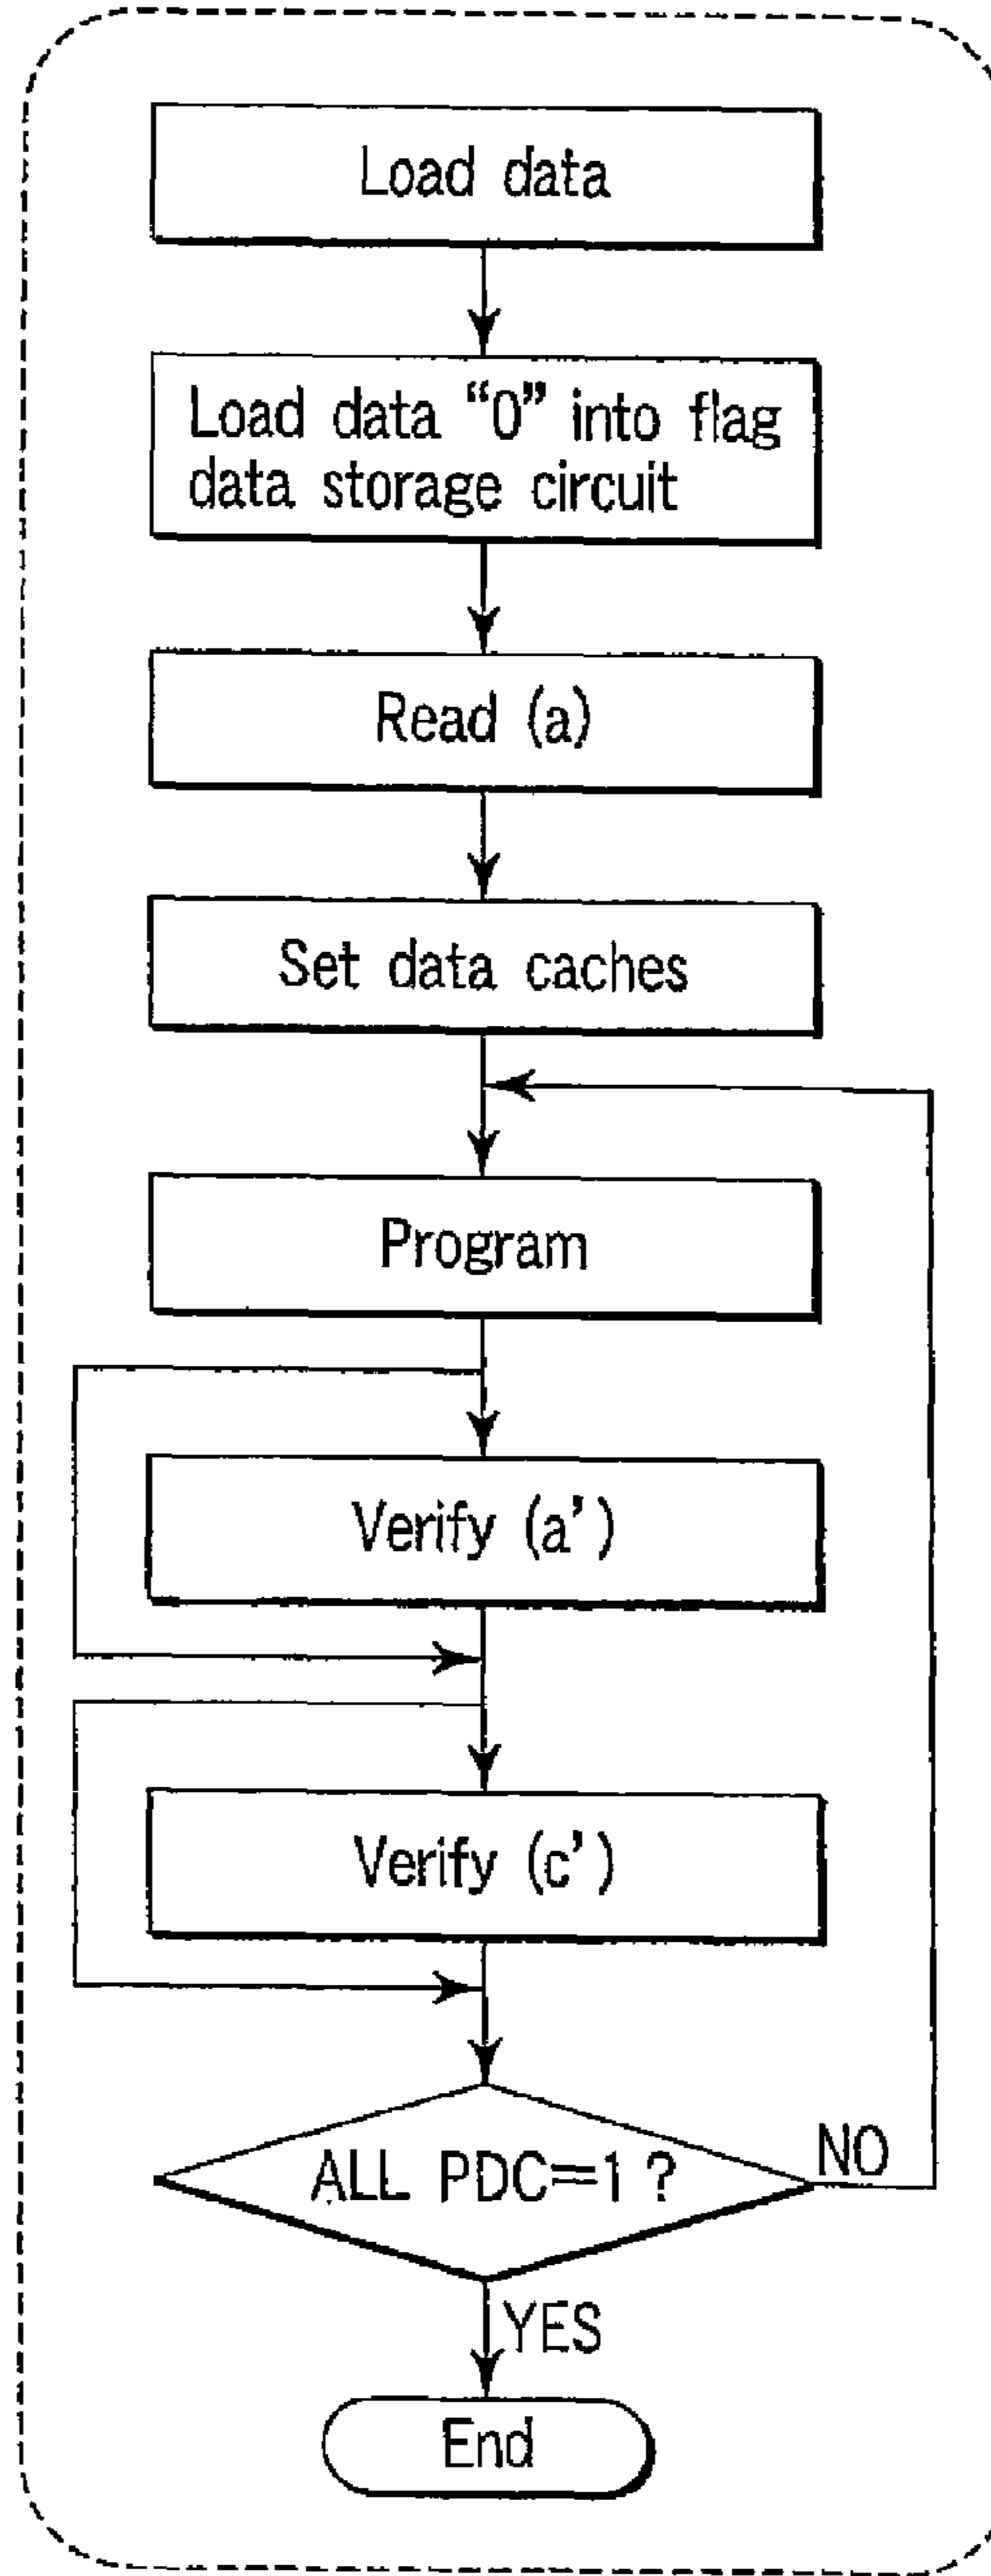 Load data
Load data “0” into flag
data storage circuit
Read (a)
Set data caches
Program
Verify (a’)
Verify (c’)
ALL PDC=1 ?
NO
YES
End